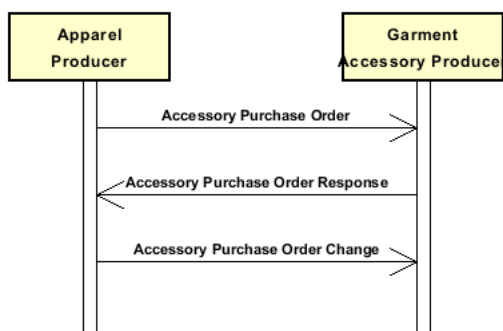 Apparel
Producer
Garment
Accessory Producer
Accessory Purchase Order
Accessory Purchase Order Response
Accessory Purchase Order Change